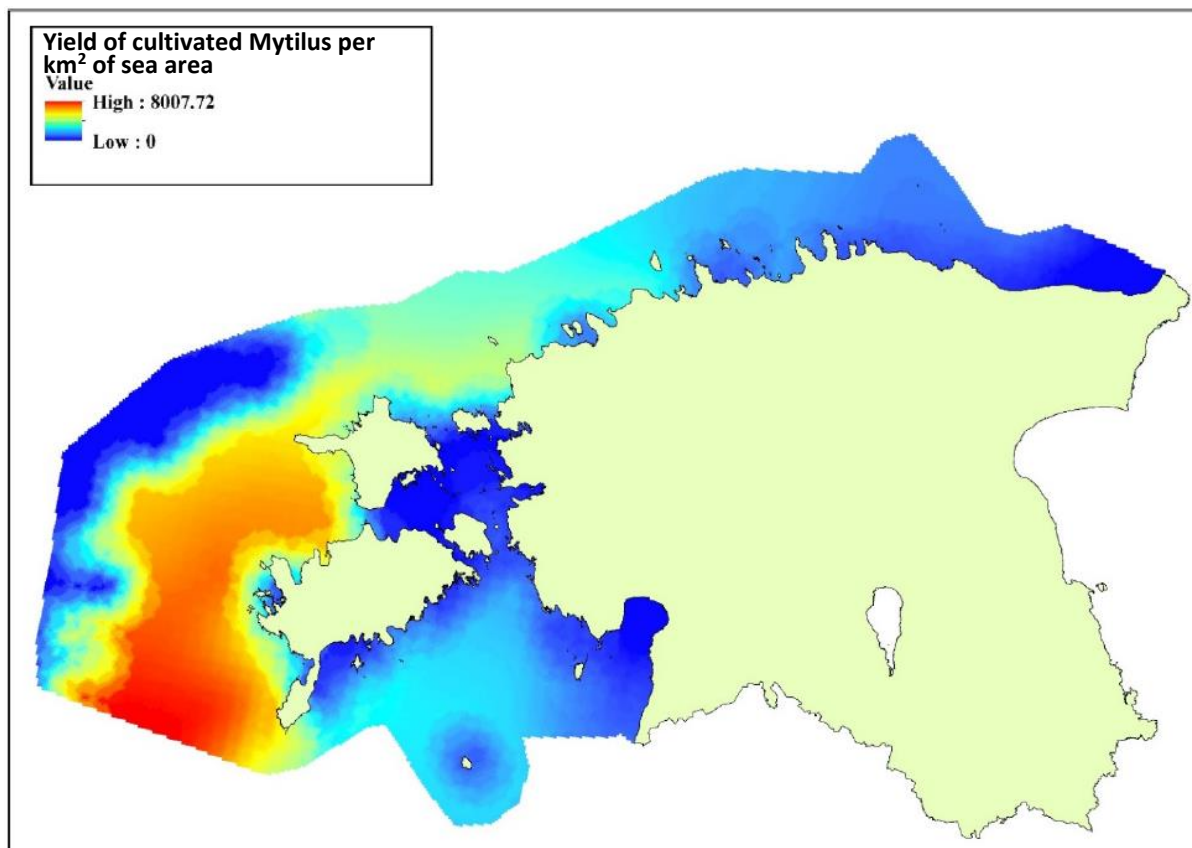 Yield of cultivated Mytilus per
km² of sea area
Value
High : 8007.72
Low : 0